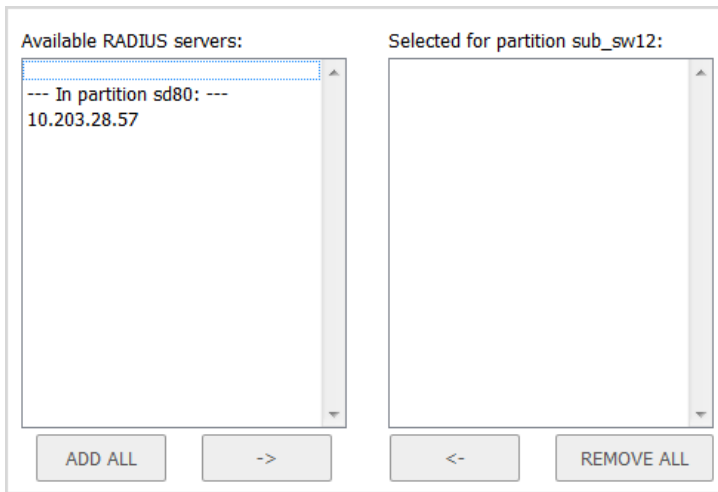 Available RADIUS servers:
Selected for partition sub_sw12:
--- In partition sd80: ---
10.203.28.57
ADD ALL
->
<-
REMOVE ALL